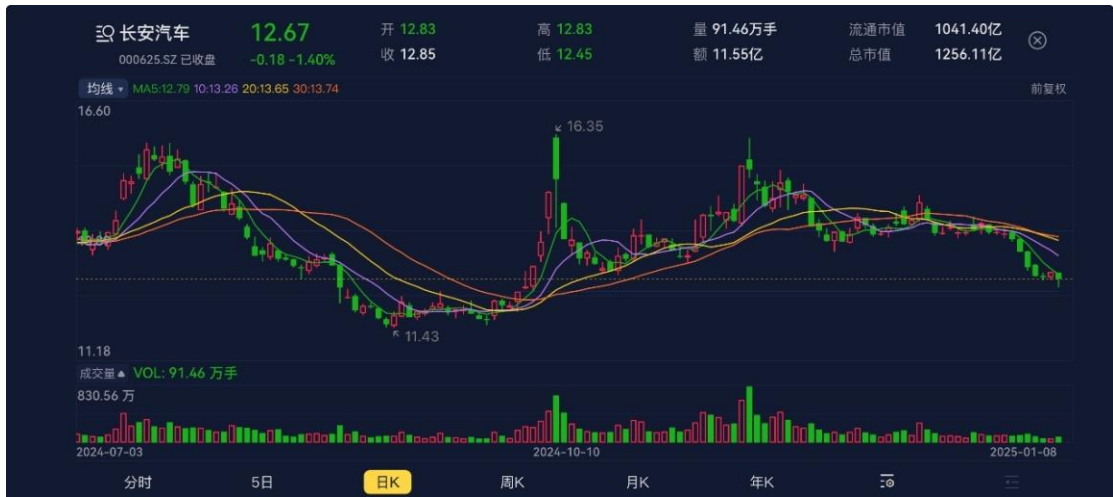 长安汽车 12.67 开 12.83 高 12.83 量 91.46万手 流通市值 1041.40亿
000625.SZ 已收盘 -0.18 -1.40% 收 12.85 低 12.45 额 11.55亿 总市值 1256.11亿
均线 MA5:12.79 10:13.26 20:13.65 30:13.74 前复权
16.60
16.35
11.43
11.18
成交量 VOL: 91.46 万手
830.56 万
2024-07-03 2024-10-10 2025-01-08
分时 5日 日K 周K 月K 年K